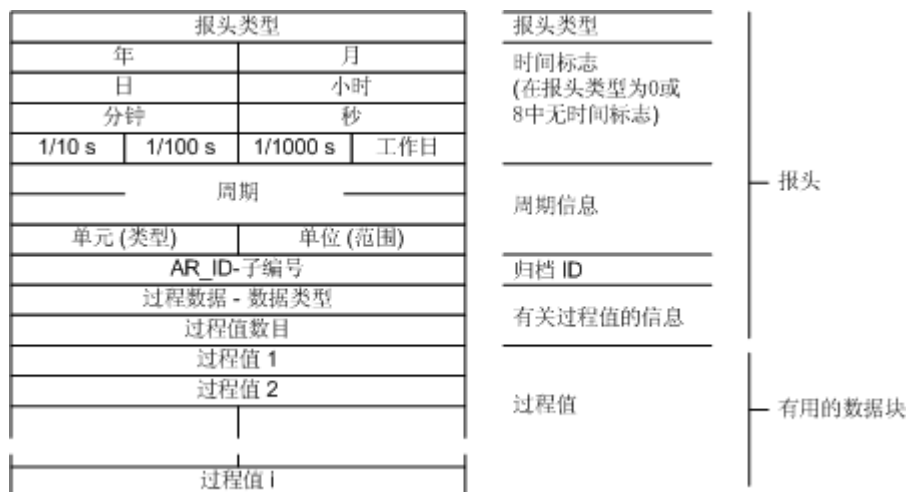 报头类型
年 月
日 小时
分钟 秒
1/10 s 1/100 s 1/1000 s 工作日
周期
单元 (类型) 单位 (范围)
AR_ID-子编号
过程数据 - 数据类型
过程值数目
过程值 1
过程值 2
过程值 i
报头类型
时间标志
(在报头类型为0或
8中无时间标志)
周期信息
归档 ID
有关过程值的信息
过程值
报头
有用的数据块